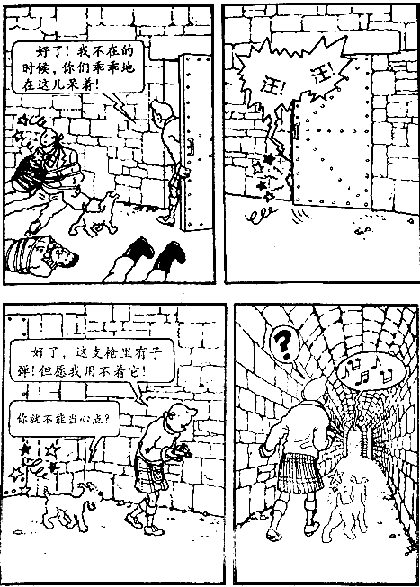 好了！我不在的
时候，你们乖乖地
在这儿呆着！
汪！
汪！
好了，这支枪里有子
弹！但愿我用不着它！
你就不能当心点？
?